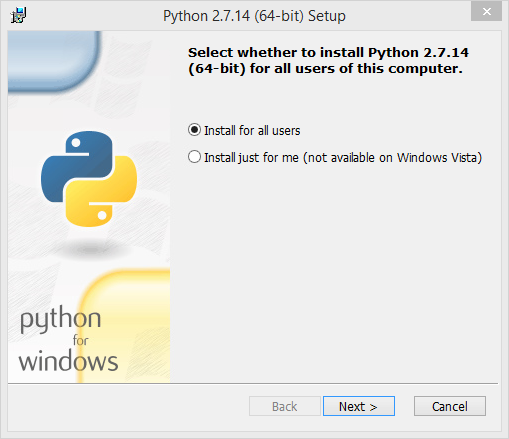 Python 2.7.14 (64-bit) Setup
Select whether to install Python 2.7.14
(64-bit) for all users of this computer.
Install for all users
Install just for me (not available on Windows Vista)
python
for
windows
Back
Next >
Cancel